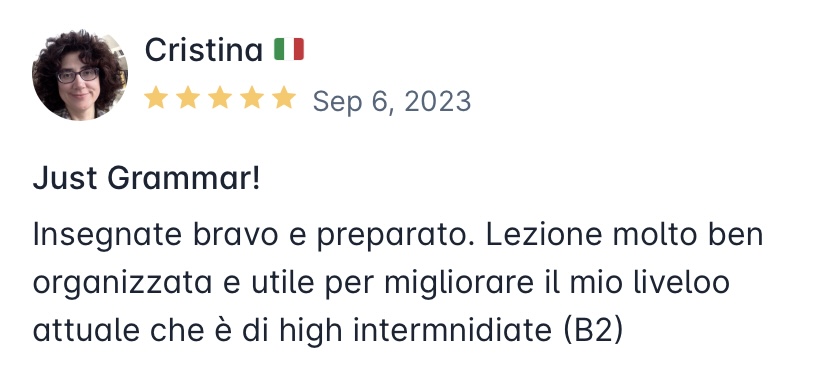 Cristina 🇮🇹
Sep 6, 2023
Just Grammar!
Insegnate bravo e preparato. Lezione molto ben
organizzata e utile per migliorare il mio liveloo
attuale che è di high intermnidiate (B2)